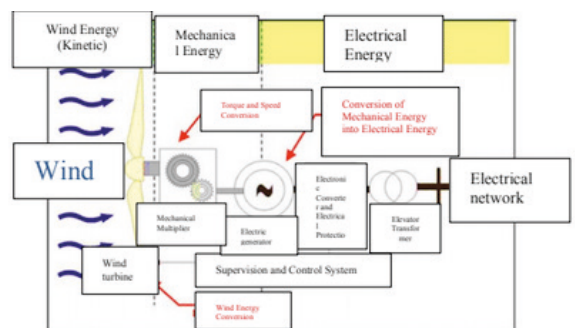 Wind Energy
(Kinetic)
Mechanica
l Energy
Electrical
Energy
Torque and Speed
Conversion
Conversion of
Mechanical Energy
into Electrical Energy
Wind
Electrical
network
Mechanical
Multiplier
Electric
aenerator
Electroni
c
Converte
r and
Electrica
l
Protectio
Elevator
Transfor
mer
Wind
turbine
Supervision and Control System
Wind Energy
Conversion